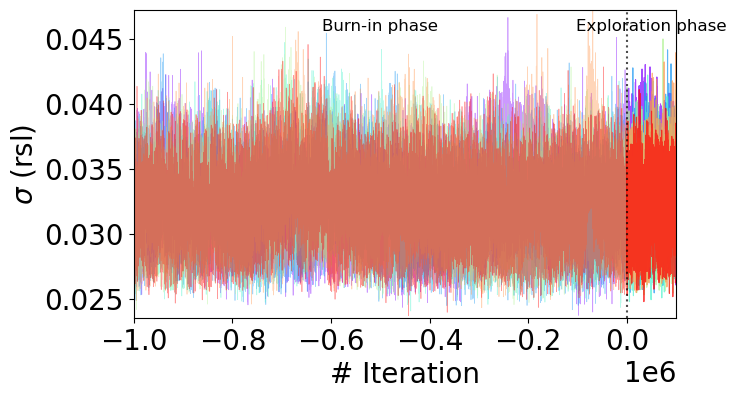 Burn-in phase
Exploration phase
0.045
0.040
0.035
0.030
0.025
σ (rsl)
−1.0 −0.8 −0.6 −0.4 −0.2 0.0
# Iteration
1e6